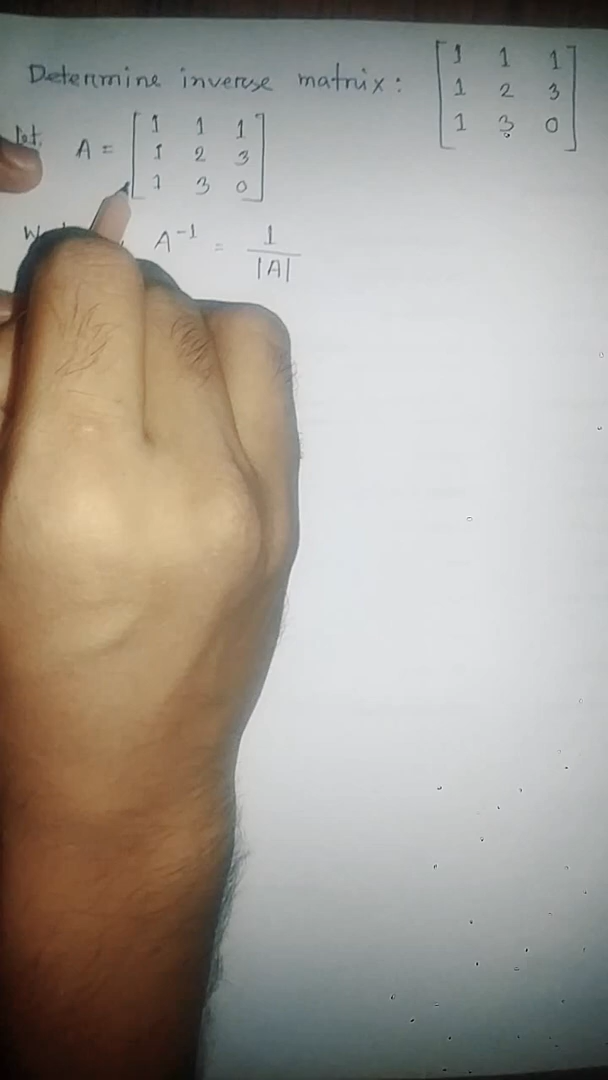 Determine inverse matrix: [1 1 1
1 2 3
1 3 0]
let, A = [1 1 1
1 2 3
1 3 0]
A⁻¹ = 1
|A|